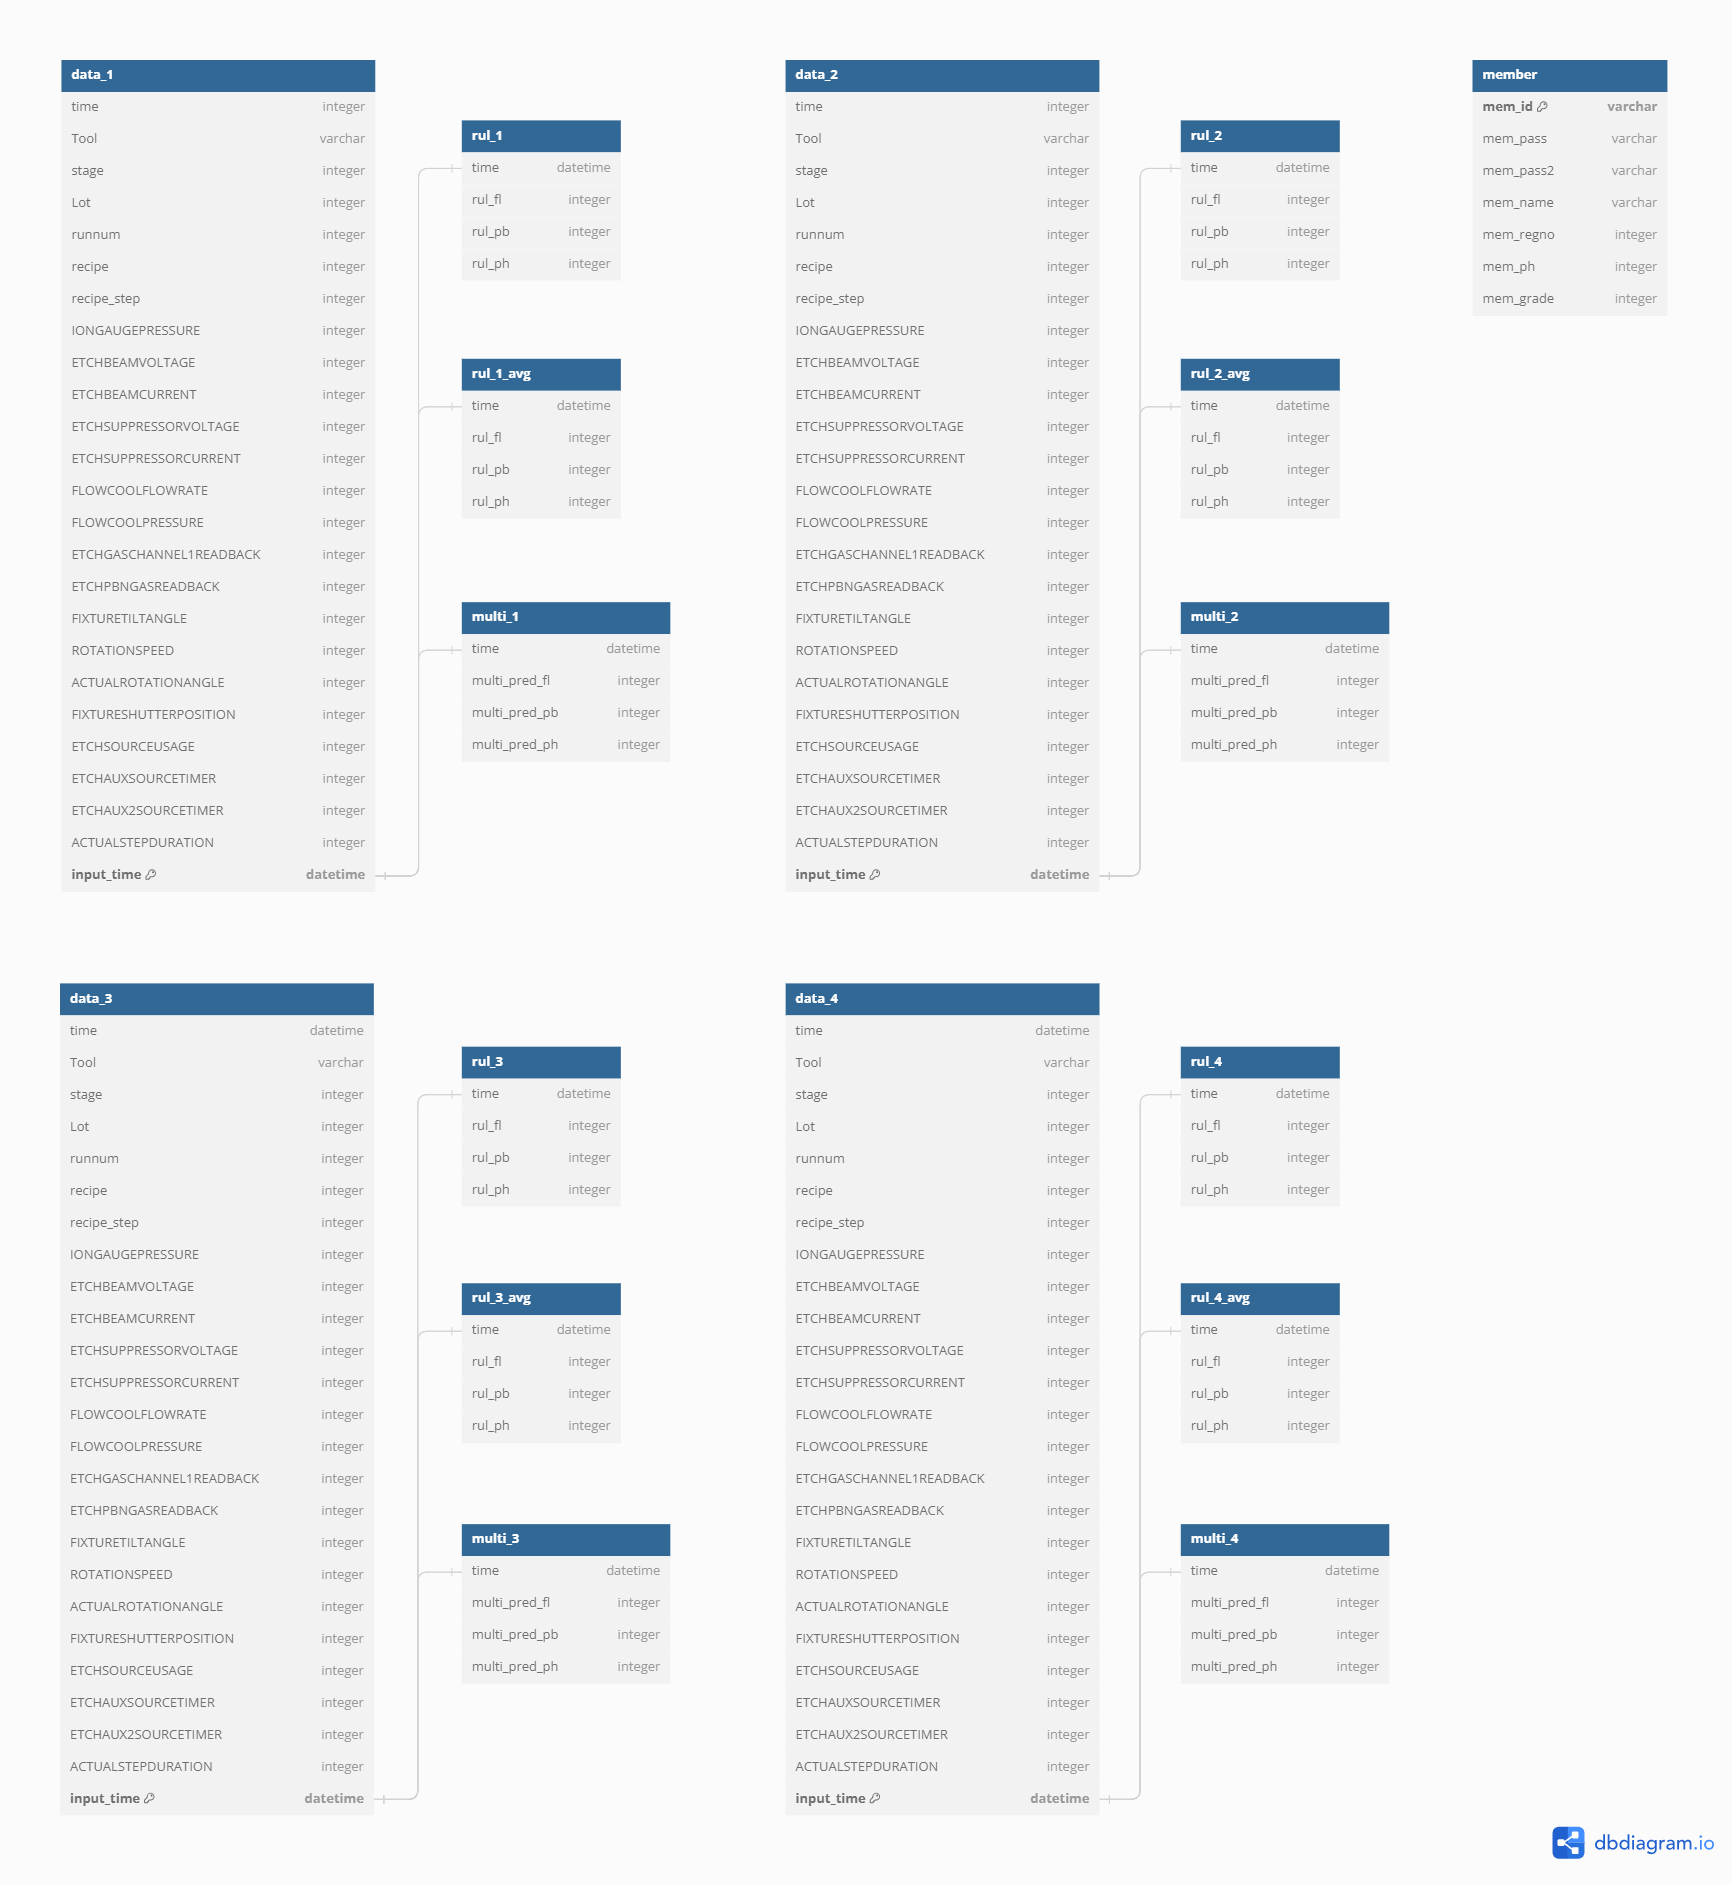 data_1
time integer
Tool varchar
stage integer
Lot integer
runnum integer
recipe integer
recipe_step integer
IONGAUGEPRESSURE integer
ETCHBEAMVOLTAGE integer
ETCHBEAMCURRENT integer
ETCHSUPPRESSORVOLTAGE integer
ETCHSUPPRESSORCURRENT integer
FLOWCOOLFLOWRATE integer
FLOWCOOLPRESSURE integer
ETCHGASCHANNEL1READBACK integer
ETCHPBNGASREADBACK integer
FIXTURETILTANGLE integer
ROTATIONSPEED integer
ACTUALROTATIONANGLE integer
FIXTURESHUTTERPOSITION integer
ETCHSOURCEUSAGE integer
ETCHAUXSOURCETIMER integer
ETCHAUX2SOURCETIMER integer
ACTUALSTEPDURATION integer
input_time datetime
rul_1
time datetime
rul_fl integer
rul_pb integer
rul_ph integer
rul_1_avg
time datetime
rul_fl integer
rul_pb integer
rul_ph integer
multi_1
time datetime
multi_pred_fl integer
multi_pred_pb integer
multi_pred_ph integer
data_2
time integer
Tool varchar
stage integer
Lot integer
runnum integer
recipe integer
recipe_step integer
IONGAUGEPRESSURE integer
ETCHBEAMVOLTAGE integer
ETCHBEAMCURRENT integer
ETCHSUPPRESSORVOLTAGE integer
ETCHSUPPRESSORCURRENT integer
FLOWCOOLFLOWRATE integer
FLOWCOOLPRESSURE integer
ETCHGASCHANNEL1READBACK integer
ETCHPBNGASREADBACK integer
FIXTURETILTANGLE integer
ROTATIONSPEED integer
ACTUALROTATIONANGLE integer
FIXTURESHUTTERPOSITION integer
ETCHSOURCEUSAGE integer
ETCHAUXSOURCETIMER integer
ETCHAUX2SOURCETIMER integer
ACTUALSTEPDURATION integer
input_time datetime
rul_2
time datetime
rul_fl integer
rul_pb integer
rul_ph integer
rul_2_avg
time datetime
rul_fl integer
rul_pb integer
rul_ph integer
multi_2
time datetime
multi_pred_fl integer
multi_pred_pb integer
multi_pred_ph integer
member
mem_id varchar
mem_pass varchar
mem_pass2 varchar
mem_name varchar
mem_regno integer
mem_ph integer
mem_grade integer
data_3
time datetime
Tool varchar
stage integer
Lot integer
runnum integer
recipe integer
recipe_step integer
IONGAUGEPRESSURE integer
ETCHBEAMVOLTAGE integer
ETCHBEAMCURRENT integer
ETCHSUPPRESSORVOLTAGE integer
ETCHSUPPRESSORCURRENT integer
FLOWCOOLFLOWRATE integer
FLOWCOOLPRESSURE integer
ETCHGASCHANNEL1READBACK integer
ETCHPBNGASREADBACK integer
FIXTURETILTANGLE integer
ROTATIONSPEED integer
ACTUALROTATIONANGLE integer
FIXTURESHUTTERPOSITION integer
ETCHSOURCEUSAGE integer
ETCHAUXSOURCETIMER integer
ETCHAUX2SOURCETIMER integer
ACTUALSTEPDURATION integer
input_time datetime
rul_3
time datetime
rul_fl integer
rul_pb integer
rul_ph integer
rul_3_avg
time datetime
rul_fl integer
rul_pb integer
rul_ph integer
multi_3
time datetime
multi_pred_fl integer
multi_pred_pb integer
multi_pred_ph integer
data_4
time datetime
Tool varchar
stage integer
Lot integer
runnum integer
recipe integer
recipe_step integer
IONGAUGEPRESSURE integer
ETCHBEAMVOLTAGE integer
ETCHBEAMCURRENT integer
ETCHSUPPRESSORVOLTAGE integer
ETCHSUPPRESSORCURRENT integer
FLOWCOOLFLOWRATE integer
FLOWCOOLPRESSURE integer
ETCHGASCHANNEL1READBACK integer
ETCHPBNGASREADBACK integer
FIXTURETILTANGLE integer
ROTATIONSPEED integer
ACTUALROTATIONANGLE integer
FIXTURESHUTTERPOSITION integer
ETCHSOURCEUSAGE integer
ETCHAUXSOURCETIMER integer
ETCHAUX2SOURCETIMER integer
ACTUALSTEPDURATION integer
input_time datetime
rul_4
time datetime
rul_fl integer
rul_pb integer
rul_ph integer
rul_4_avg
time datetime
rul_fl integer
rul_pb integer
rul_ph integer
multi_4
time datetime
multi_pred_fl integer
multi_pred_pb integer
multi_pred_ph integer
dbdiagram.io